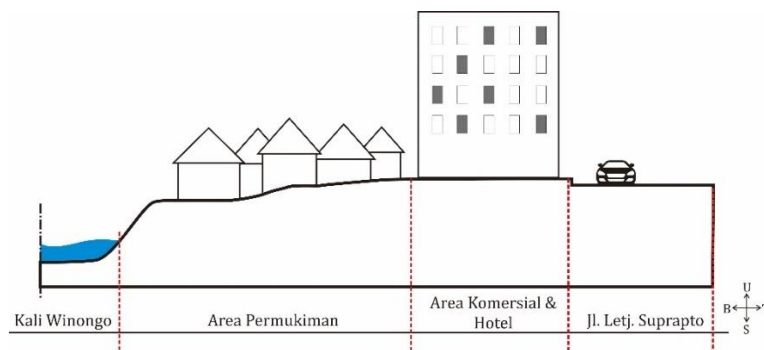 Kali Winongo
Area Permukiman
Area Komersial &
Hotel
Jl. Letj. Suprapto
U
B
T
S